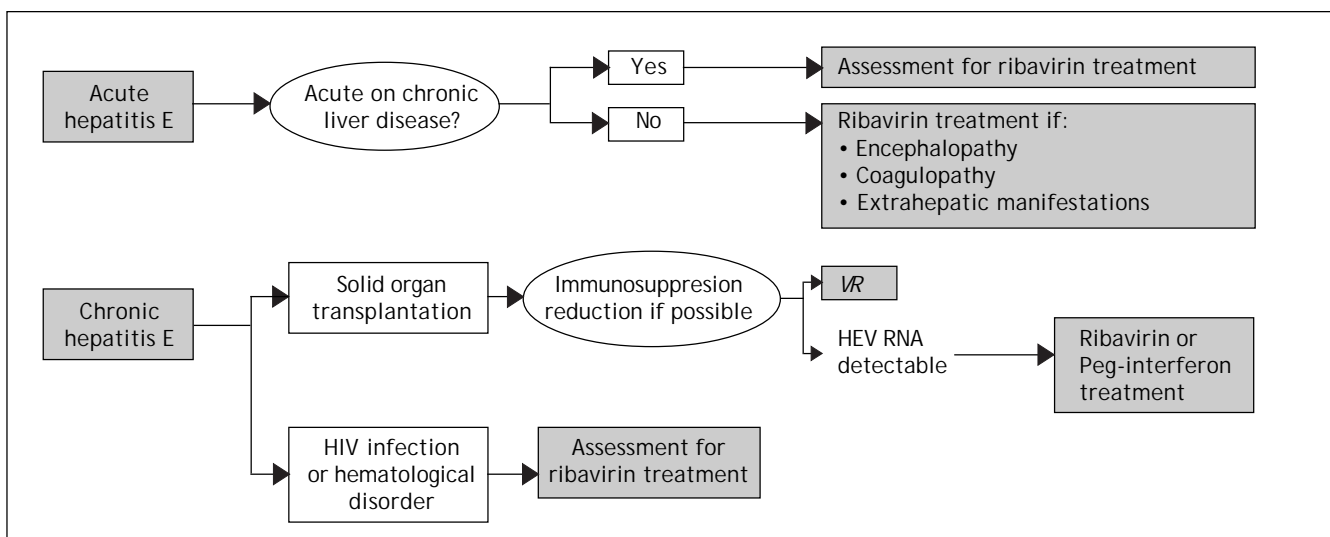 Acute
hepatitis E
Acute on chronic
liver disease?
Yes
Assessment for ribavirin treatment
No
Ribavirin treatment if:
• Encephalopathy
• Coagulopathy
• Extrahepatic manifestations
Chronic
hepatitis E
Solid organ
transplantation
Immunosuppresion
reduction if possible
VR
HEV RNA
detectable
Ribavirin or
Peg-interferon
treatment
HIV infection
or hematological
disorder
Assessment for
ribavirin treatment